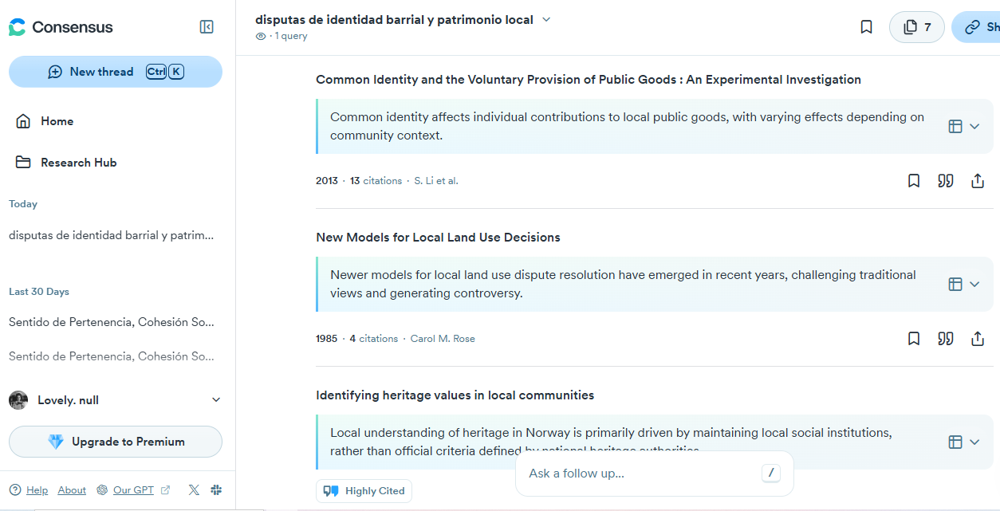 Consensus
New thread Ctrl K
Home
Research Hub
Today
disputas de identidad barrial y patrim...
Last 30 Days
Sentido de Pertenencia, Cohesión So...
Sentido de Pertenencia, Cohesión So...
Lovely. null
Upgrade to Premium
Help About Our GPT
disputas de identidad barrial y patrimonio local
· 1 query
7
Sh
Common Identity and the Voluntary Provision of Public Goods : An Experimental Investigation
Common identity affects individual contributions to local public goods, with varying effects depending on
community context.
2013 · 13 citations · S. Li et al.
New Models for Local Land Use Decisions
Newer models for local land use dispute resolution have emerged in recent years, challenging traditional
views and generating controversy.
1985 · 4 citations · Carol M. Rose
Identifying heritage values in local communities
Local understanding of heritage in Norway is primarily driven by maintaining local social institutions,
rather than official criteria defined by national heritage authorities.
Highly Cited
Ask a follow up... /